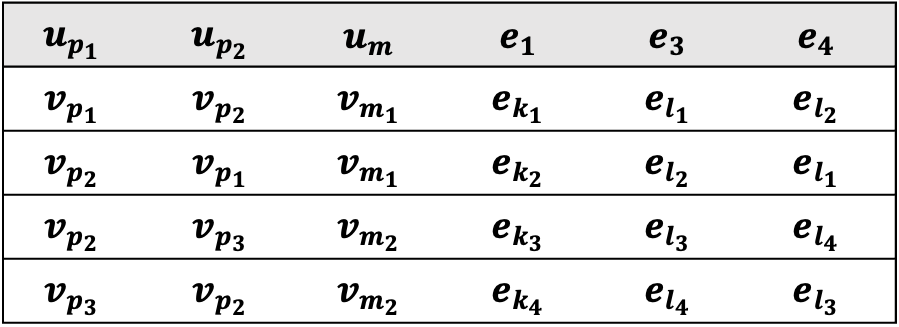 u_{p_1} u_{p_2} u_m e_1 e_3 e_4
v_{p_1} v_{p_2} v_{m_1} e_{k_1} e_{l_1} e_{l_2}
v_{p_2} v_{p_1} v_{m_1} e_{k_2} e_{l_2} e_{l_1}
v_{p_2} v_{p_3} v_{m_2} e_{k_3} e_{l_3} e_{l_4}
v_{p_3} v_{p_2} v_{m_2} e_{k_4} e_{l_4} e_{l_3}